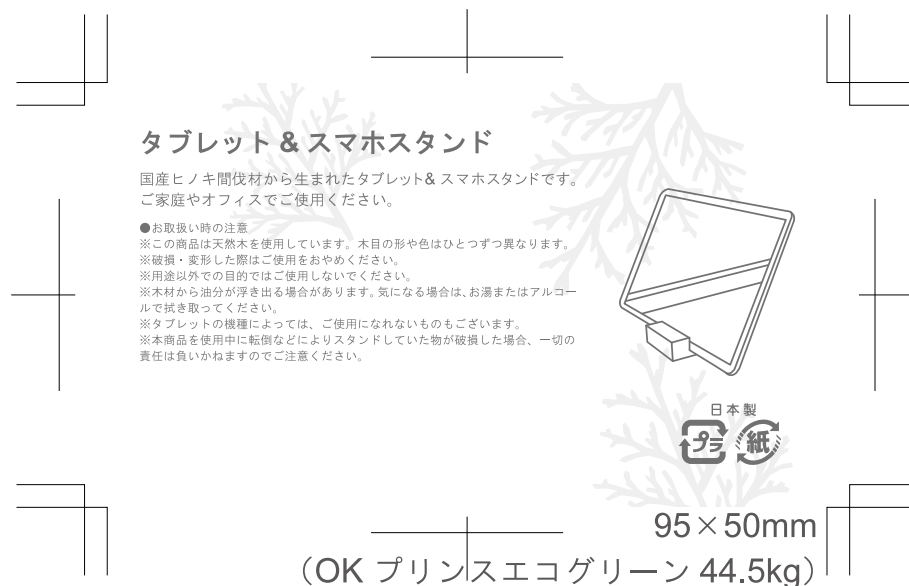 タブレット & スマホスタンド
国産ヒノキ間伐材から生まれたタブレット& スマホスタンドです。
ご家庭やオフィスでご使用ください。
●お取扱い時の注意
※この商品は天然木を使用しています。木目の形や色はひとつずつ異なります。
※破損・変形した際はご使用をおやめください。
※用途以外での目的ではご使用しないでください。
※木材から油分が浮き出る場合があります。気になる場合は、お湯またはアルコー
ルで拭き取ってください。
※タブレットの機種によっては、ご使用になれないものもございます。
※本商品を使用中に転倒などによりスタンドしていた物が破損した場合、一切の
責任は負いかねますのでご注意ください。
日本製
プラ 紙
95×50mm
（OK プリンスエコグリーン 44.5kg）